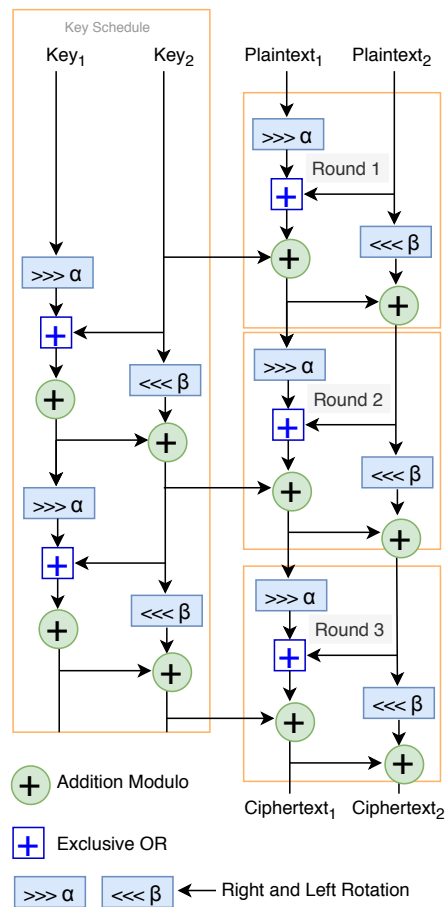 Key Schedule
Key₁ Key₂ Plaintext₁ Plaintext₂
>>> α
Round 1
+
<<< β
+
>>> α
+
+
>>> α
<<< β
Round 2
+
+
+
<<< β
>>> α
+
+
+
>>> α
<<< β
Round 3
+
+
+
<<< β
+
+
Ciphertext₁ Ciphertext₂
+ Addition Modulo
+ Exclusive OR
>>> α <<< β Right and Left Rotation